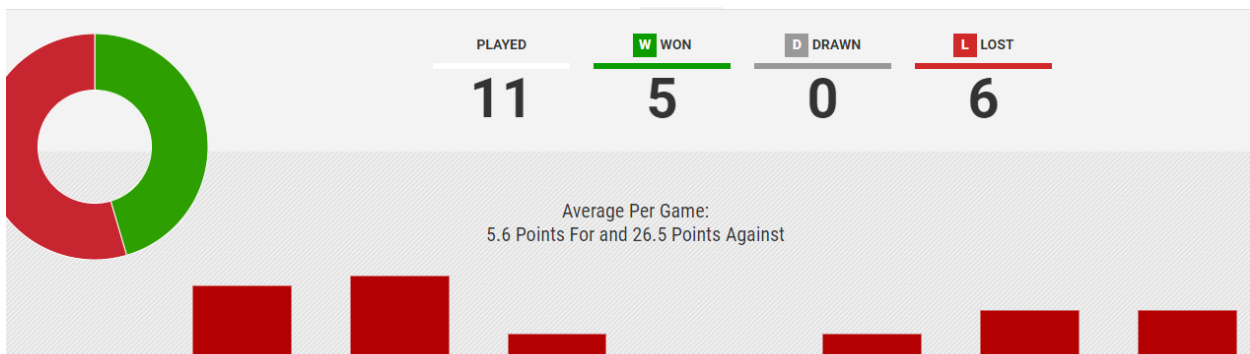 PLAYED
W WON
D DRAWN
L LOST
11
5
0
6
Average Per Game:
5.6 Points For and 26.5 Points Against